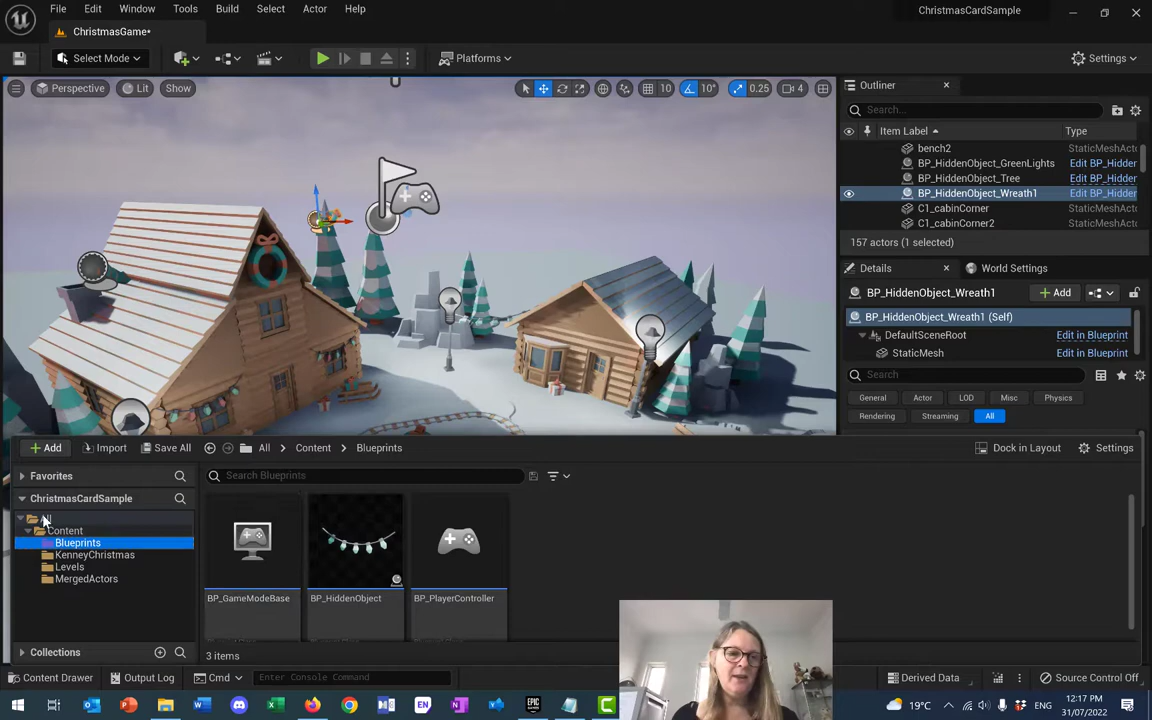 File Edit Window Tools Build Select Actor Help
ChristmasCardSample
ChristmasGame*
Select Mode
Platforms
Settings
Perspective
Lit
Show
10
10°
0.25
4
Outliner
Search...
Item Label
Type
bench2
StaticMeshActo
BP_HiddenObject_GreenLights
Edit BP_Hidder
BP_HiddenObject_Tree
Edit BP_Hidder
BP_HiddenObject_Wreath1
Edit BP_Hidder
C1_cabinCorner
StaticMeshActo
C1_cabinCorner2
StaticMeshActo
157 actors (1 selected)
Details
World Settings
BP_HiddenObject_Wreath1
Add
BP_HiddenObject_Wreath1 (Self)
DefaultSceneRoot
Edit in Blueprint
StaticMesh
Edit in Blueprint
Search
General
Actor
LOD
Misc
Physics
Rendering
Streaming
All
Add
Import
Save All
All
Content
Blueprints
Dock in Layout
Settings
Favorites
Search Blueprints
ChristmasCardSample
All
Content
Blueprints
KenneyChristmas
Levels
MergedActors
BP_GameModeBase
BP_HiddenObject
BP_PlayerController
Collections
3 items
Content Drawer
Output Log
Cmd
Enter Console Command
Derived Data
Source Control Off
19°C
ENG
12:17 PM
31/07/2022